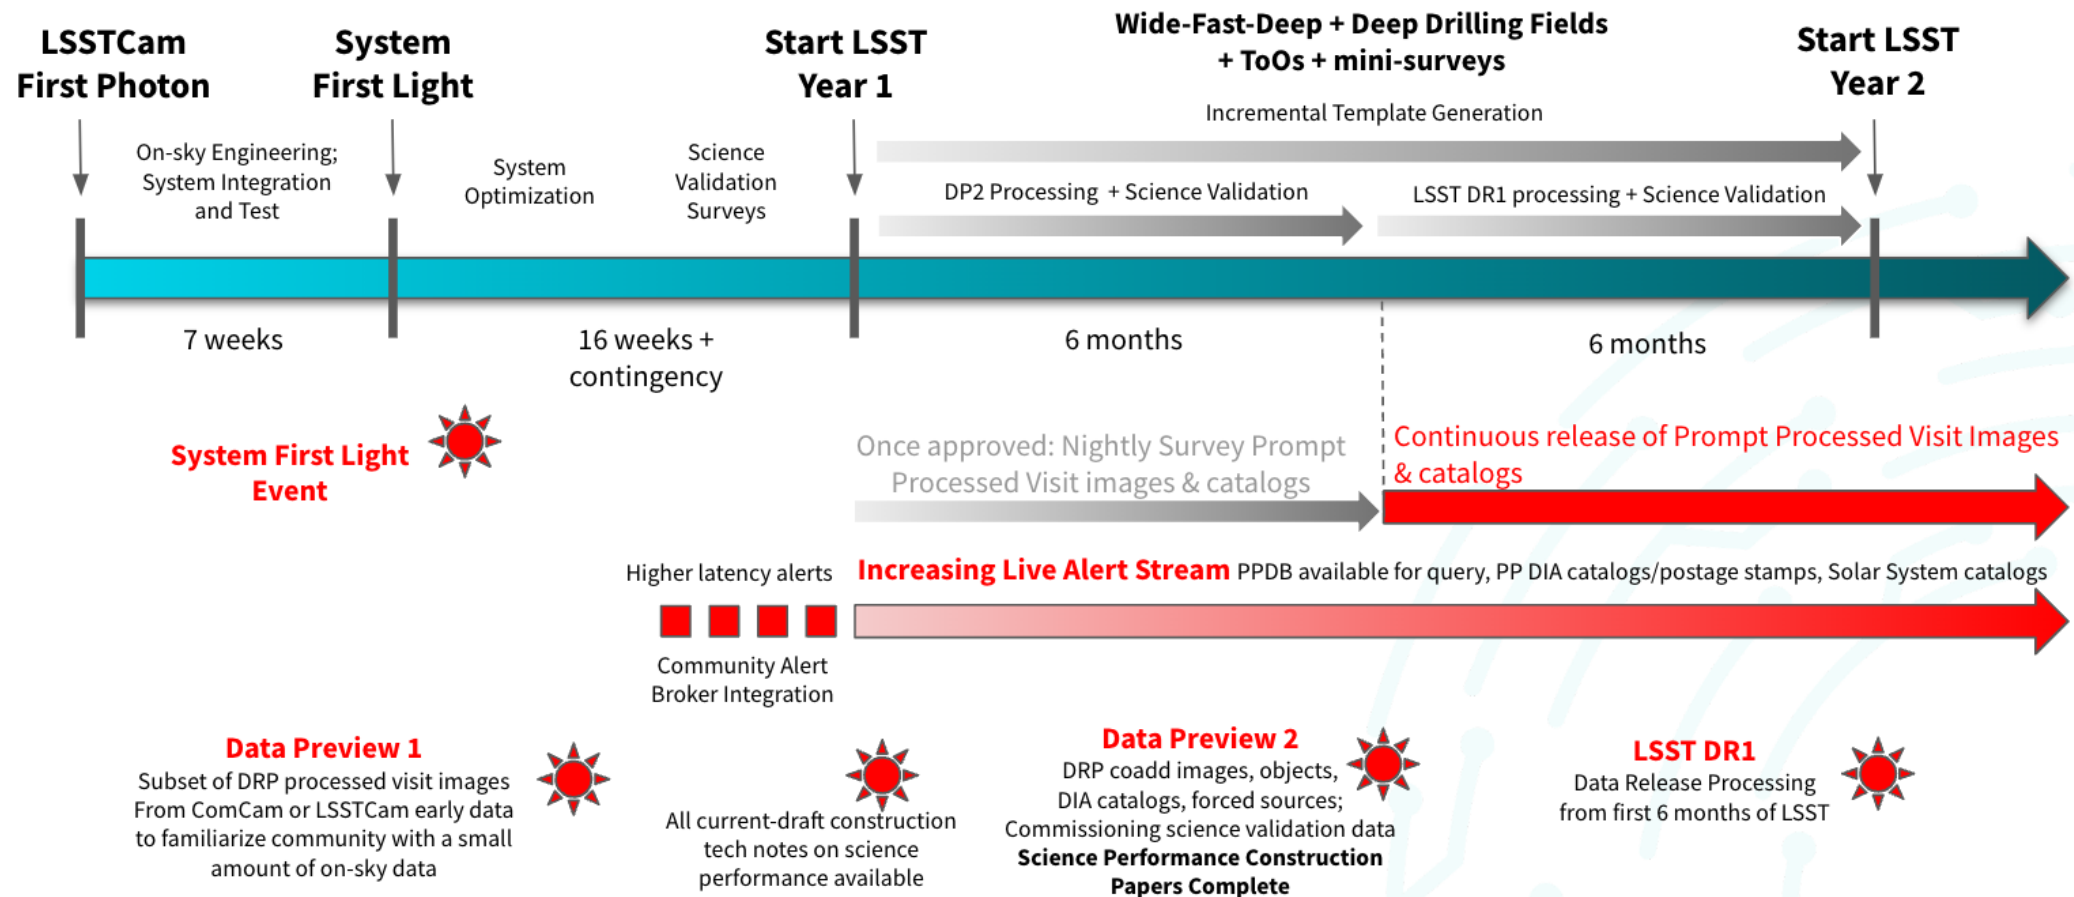 LSSTCam
First Photon
System
First Light
Start LSST
Year 1
Wide-Fast-Deep + Deep Drilling Fields
+ ToOs + mini-surveys
Start LSST
Year 2
Incremental Template Generation
On-sky Engineering;
System Integration
and Test
System
Optimization
Science
Validation
Surveys
DP2 Processing + Science Validation
LSST DR1 processing + Science Validation
7 weeks
16 weeks +
contingency
6 months
6 months
System First Light
Event
Once approved: Nightly Survey Prompt
Processed Visit images & catalogs
Continuous release of Prompt Processed Visit Images
& catalogs
Higher latency alerts
Increasing Live Alert Stream PPDB available for query, PP DIA catalogs/postage stamps, Solar System catalogs
Community Alert
Broker Integration
Data Preview 1
Subset of DRP processed visit images
From ComCam or LSSTCam early data
to familiarize community with a small
amount of on-sky data
All current-draft construction
tech notes on science
performance available
Data Preview 2
DRP coadd images, objects,
DIA catalogs, forced sources;
Commissioning science validation data
Science Performance Construction
Papers Complete
LSST DR1
Data Release Processing
from first 6 months of LSST